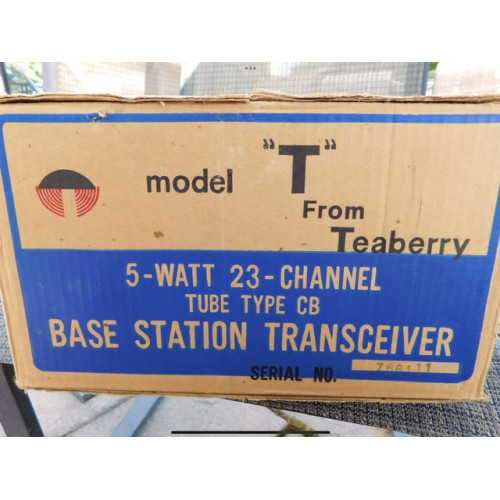 model "T"
From
Teaberry
5-WATT 23-CHANNEL
TUBE TYPE CB
BASE STATION TRANSCEIVER
SERIAL NO.